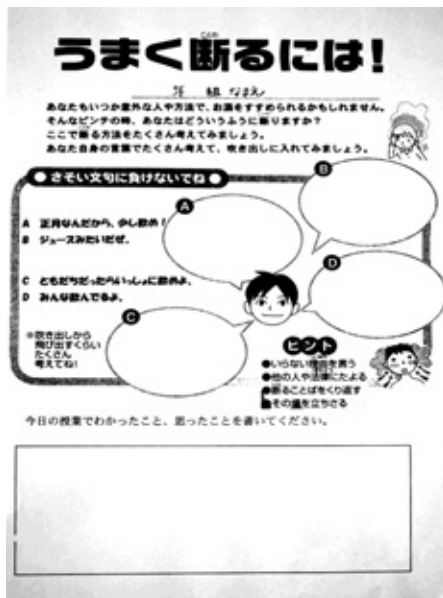 ことわ
うまく断るには!
年 組 なまえ
あなたもいつか意外な人や方法で、お酒をすすめられるかもしれません。
そんなピンチの時、あなたはどういうふうに断りますか?
ここで断る方法をたくさん考えてみましょう。
あなた自身の言葉でたくさん考えて、吹き出しに入れてみましょう。
●さそい文句に負けないでね●
A 正月なんだから、少し飲め!
B ジュースみたいだぜ。
C ともだちだったらいっしょに飲めよ。
D みんな飲んでるよ。
A
B
C
D
※吹き出しから
飛び出すくらい
たくさん
考えてね!
ヒント
●いらない理由を言う
●他の人や法律にたよる
●断ることばをくり返す
その場を立ちさる
今日の授業でわかったこと、思ったことを書いてください。